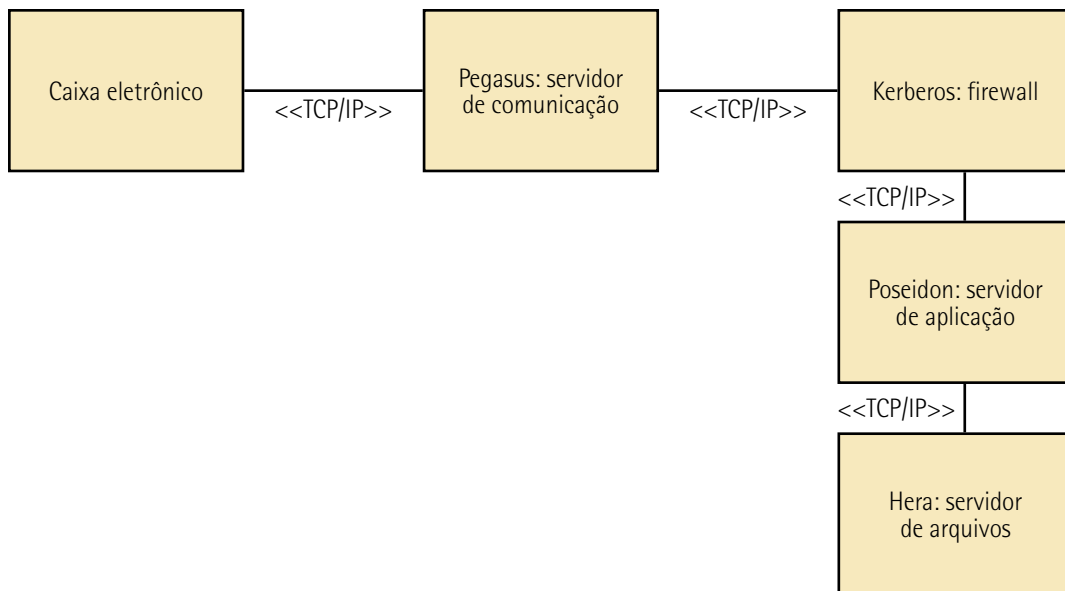 Caixa eletrônico
<<TCP/IP>>
Pegasus: servidor
de comunicação
<<TCP/IP>>
Kerberos: firewall
<<TCP/IP>>
Poseidon: servidor
de aplicação
<<TCP/IP>>
Hera: servidor
de arquivos